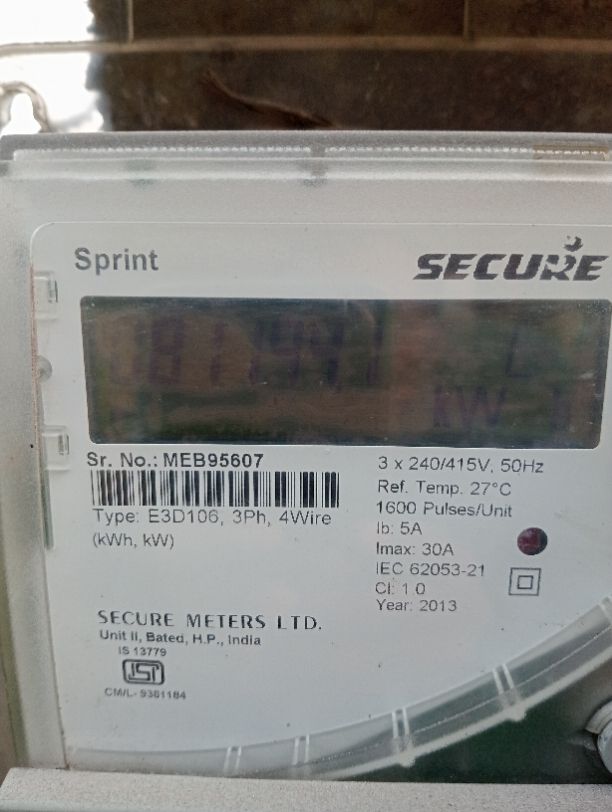 Sprint
SECURE
kW
Sr. No.: MEB95607
Type: E3D106, 3Ph, 4Wire
(kWh, kW)
3 x 240/415V, 50Hz
Ref. Temp. 27°C
1600 Pulses/Unit
Ib: 5A
Imax: 30A
IEC 62053-21
Cl: 1.0
Year: 2013
SECURE METERS LTD.
Unit II, Bated, H.P., India
IS 13779
ISI
CM/L- 9361184